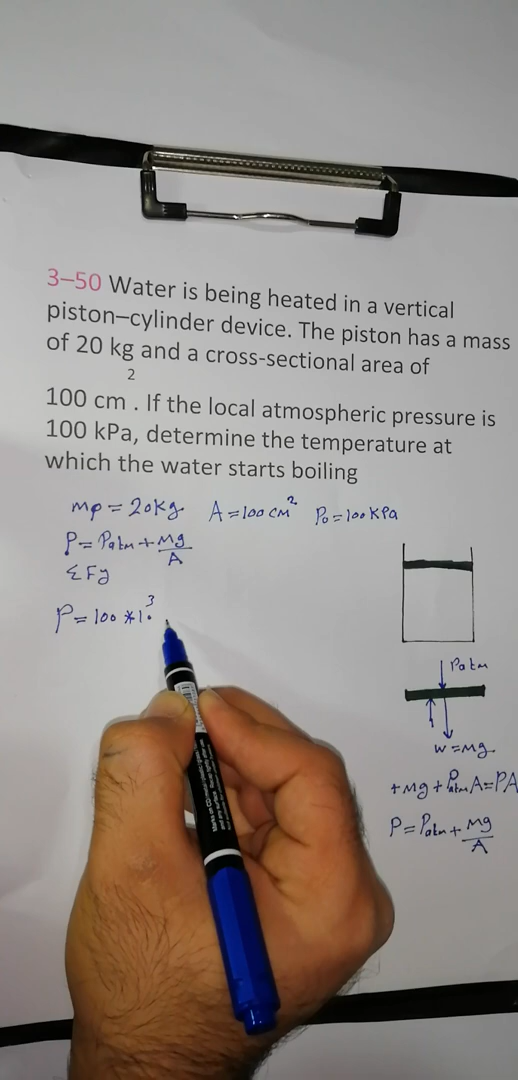 3–50 Water is being heated in a vertical
piston–cylinder device. The piston has a mass
of 20 kg and a cross-sectional area of
2
100 cm . If the local atmospheric pressure is
100 kPa, determine the temperature at
which the water starts boiling
mp = 20kg A = 100 cm² Po = 100 kPa
P = Patm + Mg/A
ΣFy
P = 100 * 10³
Patm
W = Mg
+Mg + PatmA = PA
P = Patm + Mg/A